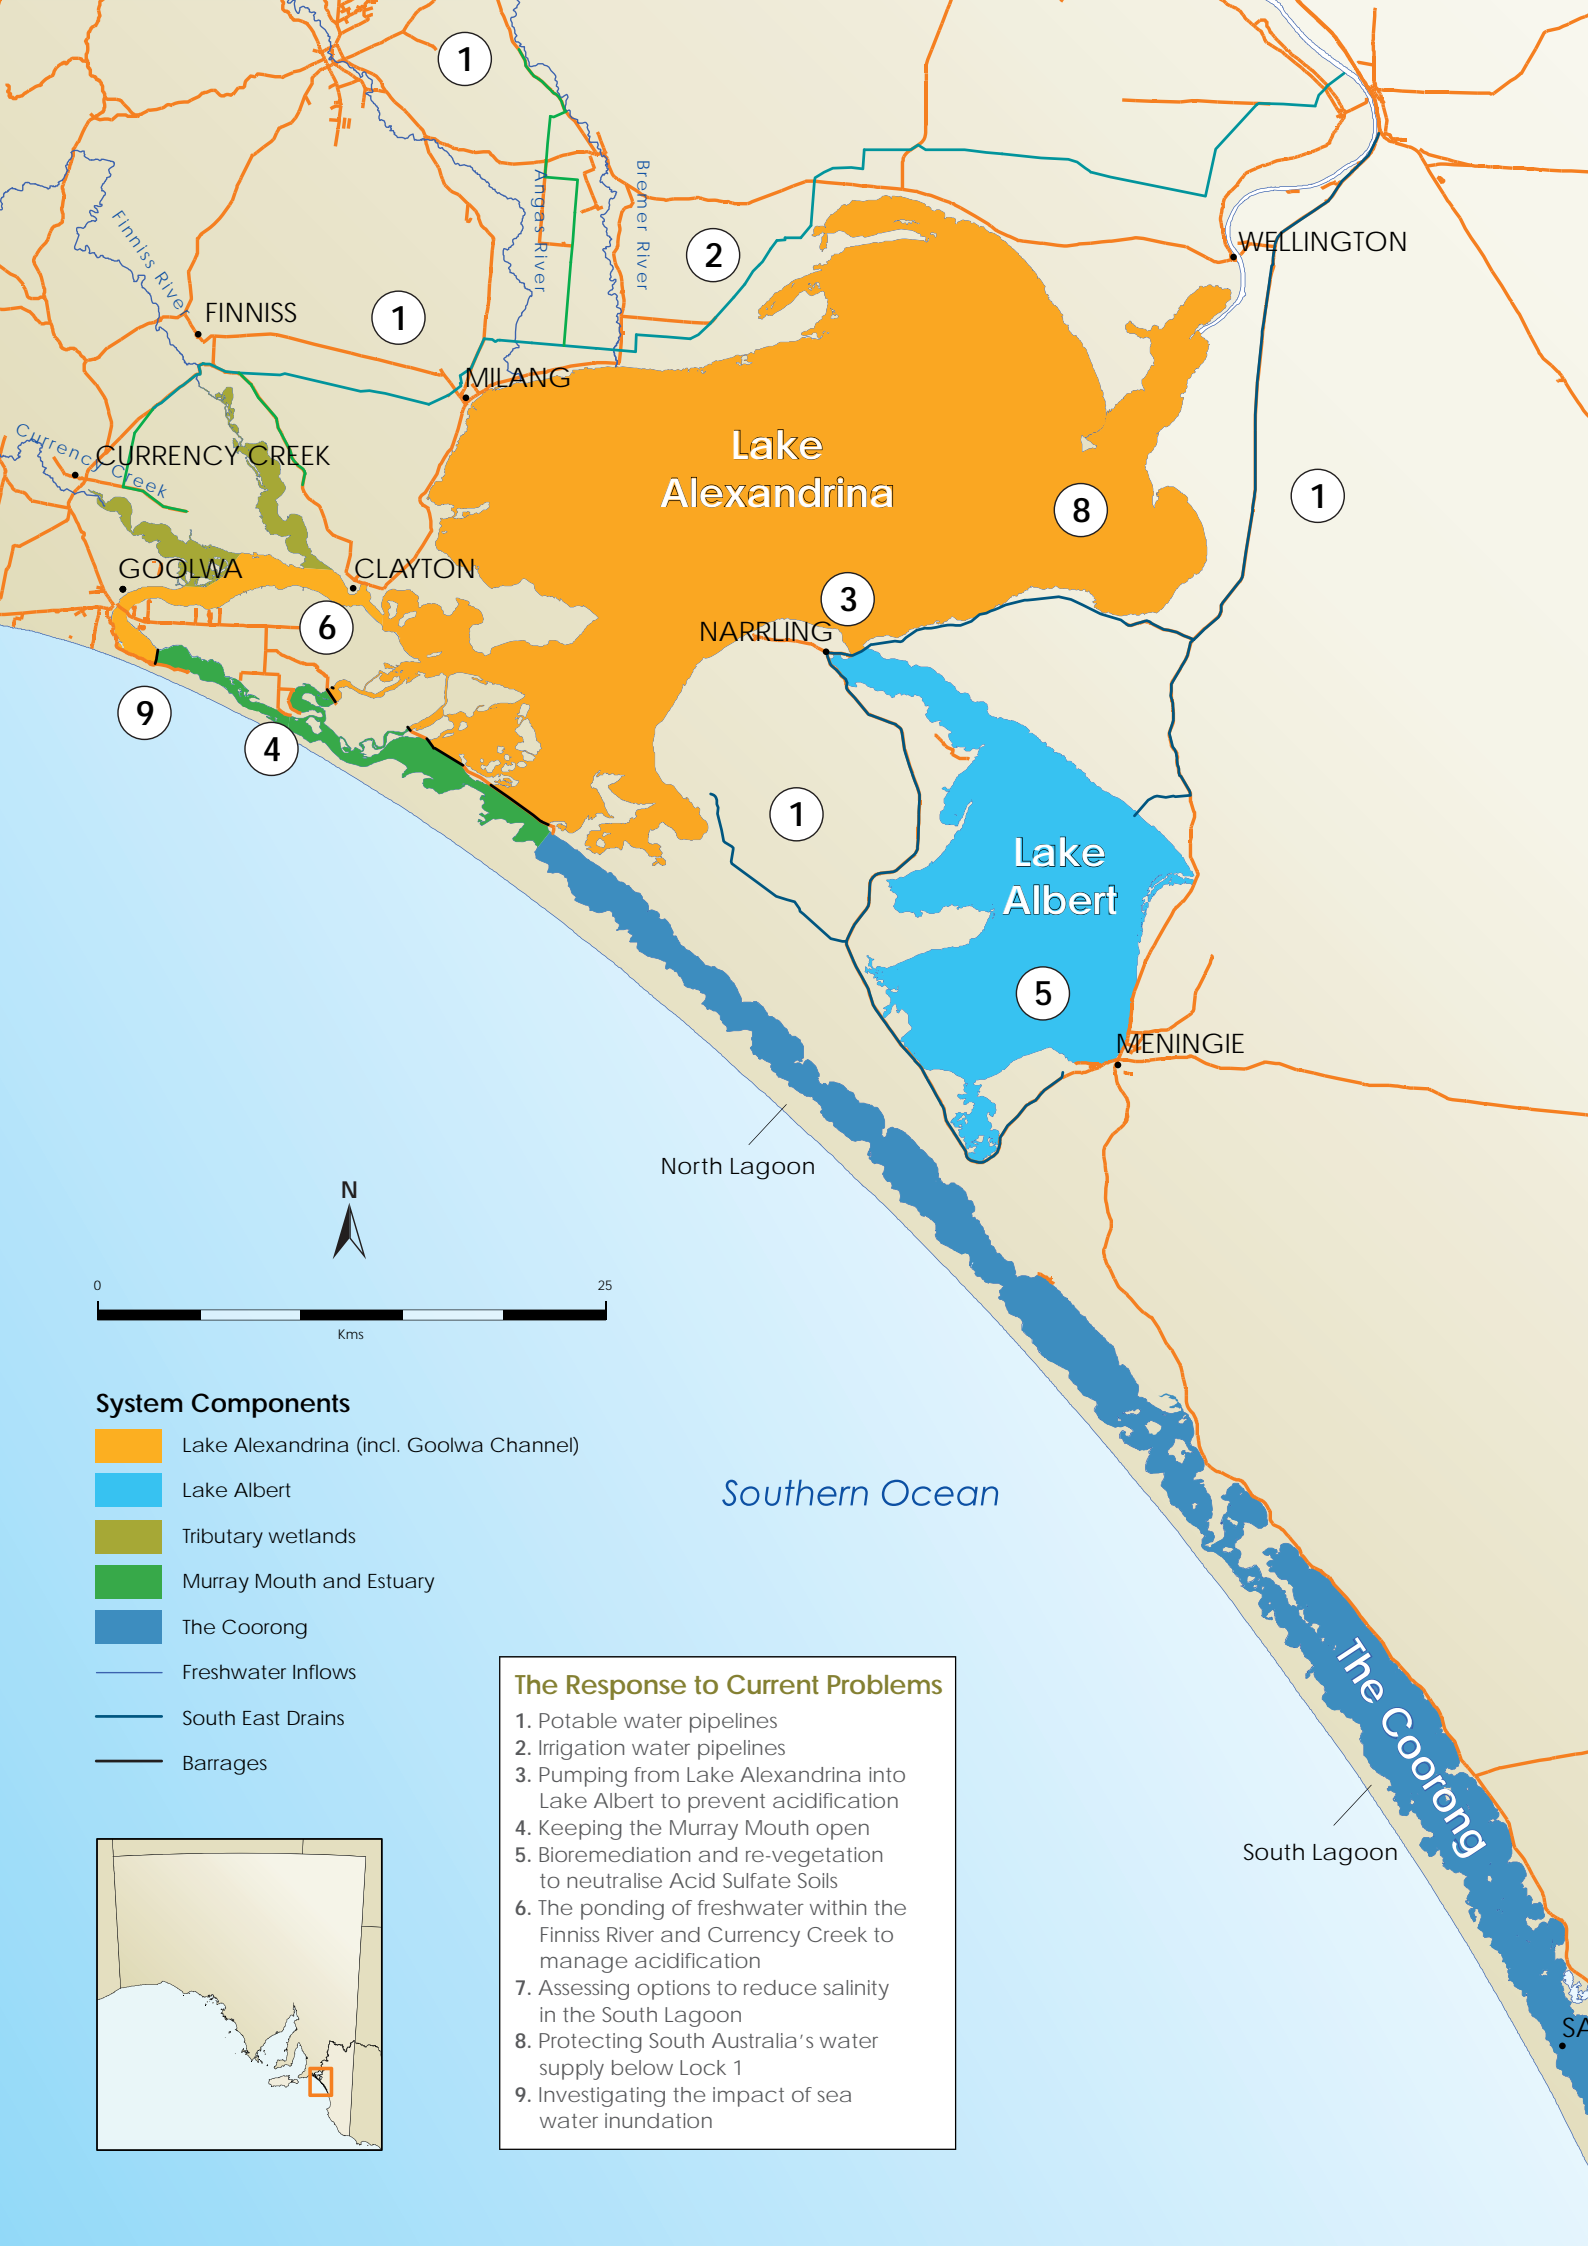 1
Angas River
Bremer River
2
WELLINGTON
Finniss River
FINNISS
1
MILANG
Currency Creek
CURRENCY CREEK
Lake
Alexandrina
8
1
GOOLWA
CLAYTON
3
6
NARRLING
9
4
1
Lake
Albert
5
MENINGIE
North Lagoon
N
0
25
Kms
System Components
Lake Alexandrina (incl. Goolwa Channel)
Lake Albert
Tributary wetlands
Murray Mouth and Estuary
The Coorong
Freshwater Inflows
South East Drains
Barrages
Southern Ocean
The Coorong
South Lagoon
SA
The Response to Current Problems
1. Potable water pipelines
2. Irrigation water pipelines
3. Pumping from Lake Alexandrina into
Lake Albert to prevent acidification
4. Keeping the Murray Mouth open
5. Bioremediation and re-vegetation
to neutralise Acid Sulfate Soils
6. The ponding of freshwater within the
Finniss River and Currency Creek to
manage acidification
7. Assessing options to reduce salinity
in the South Lagoon
8. Protecting South Australia's water
supply below Lock 1
9. Investigating the impact of sea
water inundation